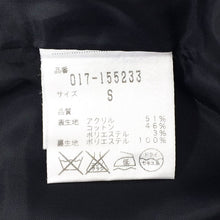 品番
017-155233
サイズ
S
品質
表生地 アクリル 51%
コットン 46%
ポリエステル 3%
裏生地 ポリエステル 100%